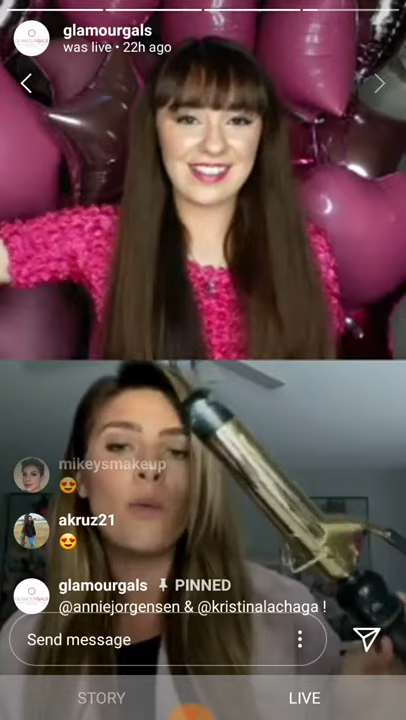 glamourgals
was live • 22h ago
mikeysmakeup
😍
akruz21
😍
glamourgals PINNED
@anniejorgensen & @kristinalachaga !
Send message
STORY
LIVE